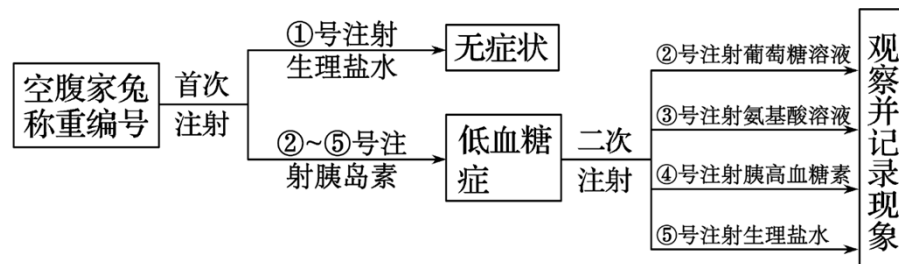 空腹家兔
称重编号
首次
注射
①号注射
生理盐水
无症状
②~⑤号注
射胰岛素
低血糖
症
二次
注射
②号注射葡萄糖溶液
③号注射氨基酸溶液
④号注射胰高血糖素
⑤号注射生理盐水
观察并记录现象